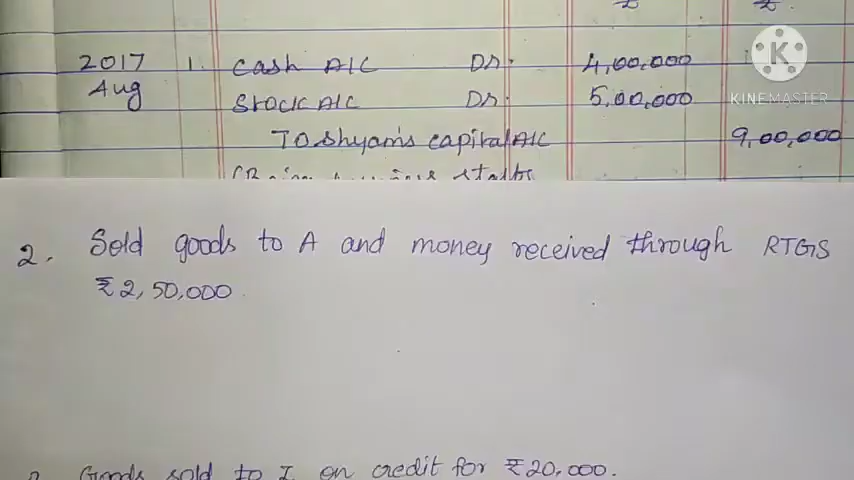 ₹ ₹
2017 1. Cash A/C Dr. 4,00,000
Aug Stock A/C Dr. 5,00,000
To Shyam's capital A/C 9,00,000
K
KINEMASTER
2. Sold goods to A and money received through RTGS
₹2,50,000.
Goods sold to I on credit for ₹20,000.